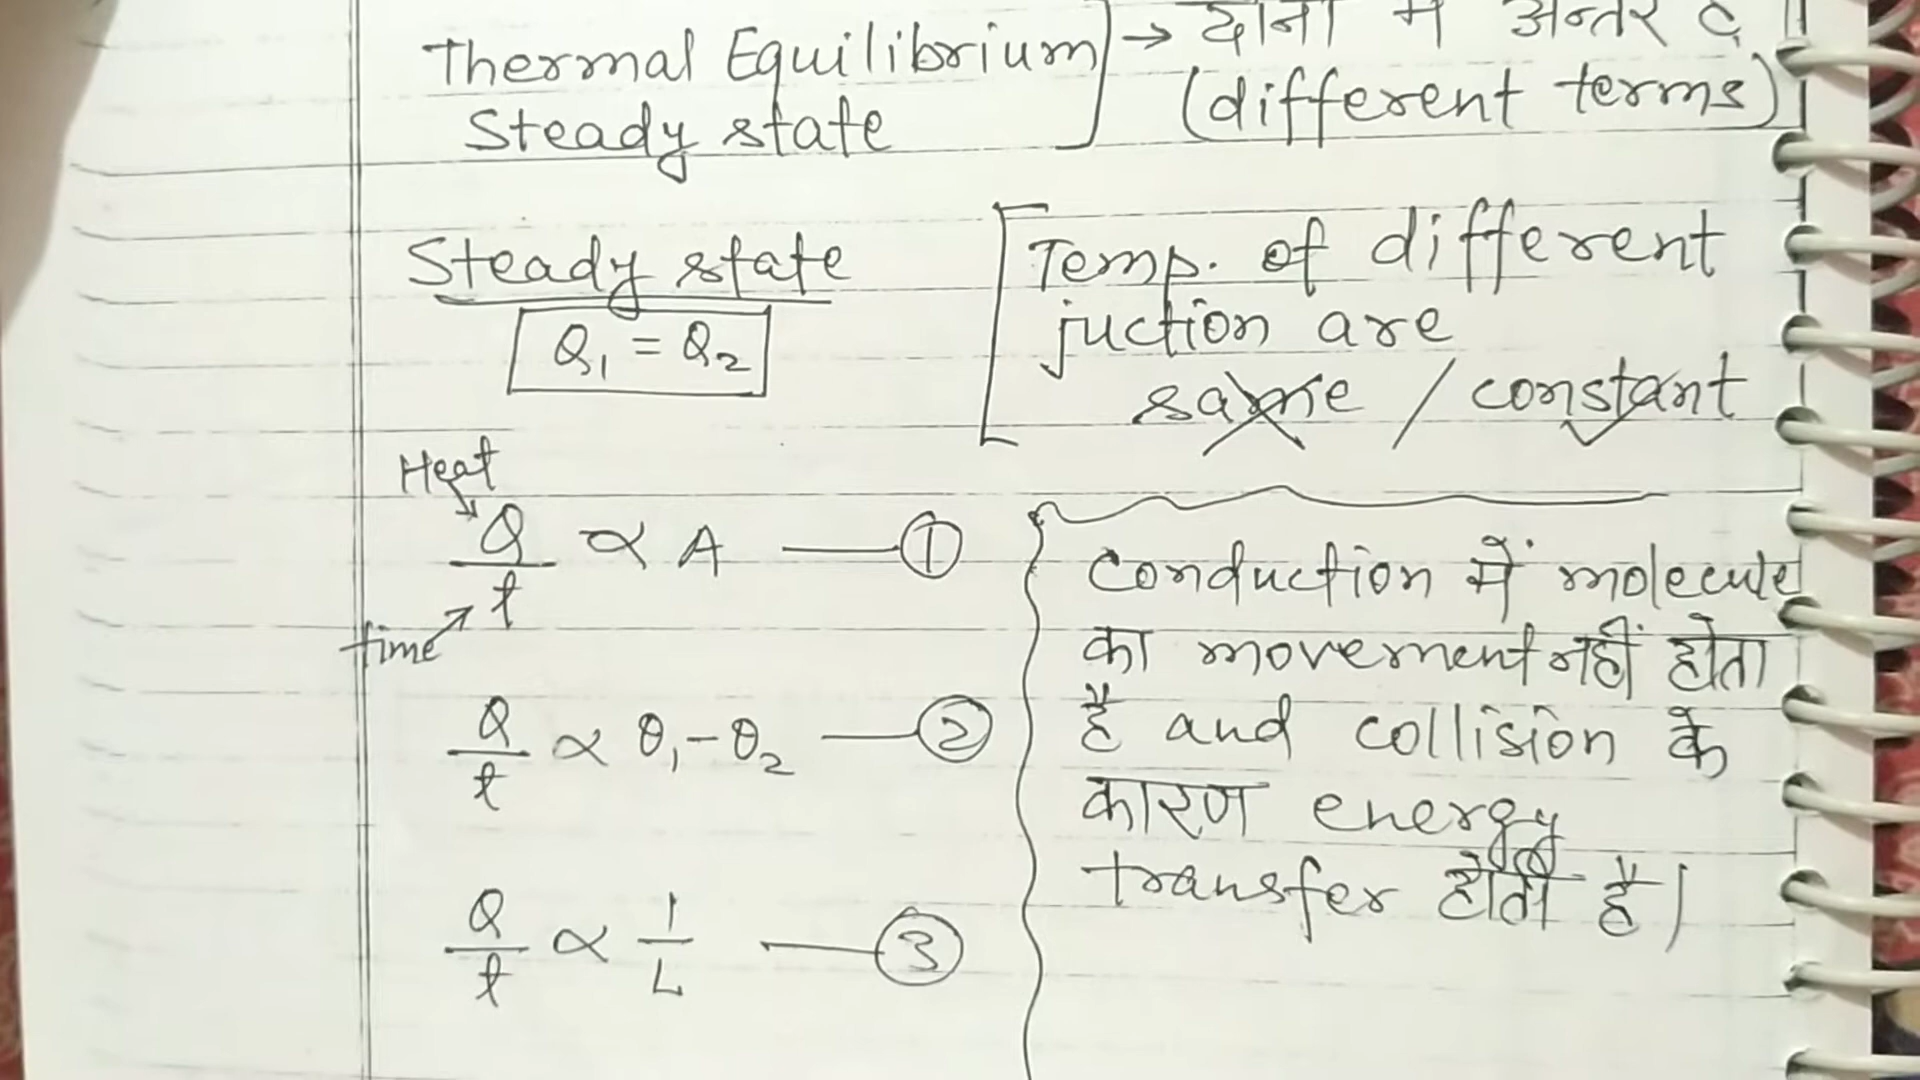 Thermal Equilibrium
Steady state
→ दोनों में अन्तर है
(different terms)
Steady state
Q₁ = Q₂
Temp. of different
juction are
same / constant
Heat
Q/t ∝ A —— ①
time
Q/t ∝ θ₁-θ₂ —— ②
Q/t ∝ 1/L —— ③
Conduction में molecule
का movement नहीं होता
है and collision के
कारण energy
transfer होती है।